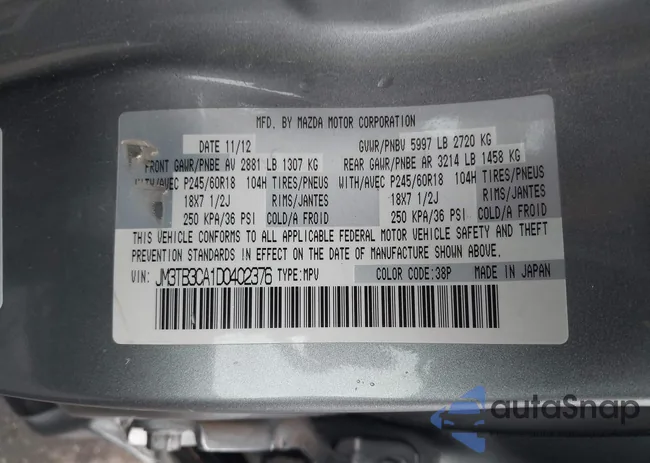 MFD. BY MAZDA MOTOR CORPORATION
DATE 11/12 GVWR/PNBV 5997 LB 2720 KG
FRONT GAWR/PNBE AV 2881 LB 1307 KG REAR GAWR/PNBE AR 3214 LB 1458 KG
WITH/AVEC P245/60R18 104H TIRES/PNEUS WITH/AVEC P245/60R18 104H TIRES/PNEUS
18X7 1/2J RIMS/JANTES 18X7 1/2J RIMS/JANTES
250 KPA/36 PSI COLD/A FROID 250 KPA/36 PSI COLD/A FROID
THIS VEHICLE CONFORMS TO ALL APPLICABLE FEDERAL MOTOR VEHICLE SAFETY AND THEFT
PREVENTION STANDARDS IN EFFECT ON THE DATE OF MANUFACTURE SHOWN ABOVE.
VIN: JM3TB3CA1D0402376 TYPE:MPV COLOR CODE:38P MADE IN JAPAN
autoSnap